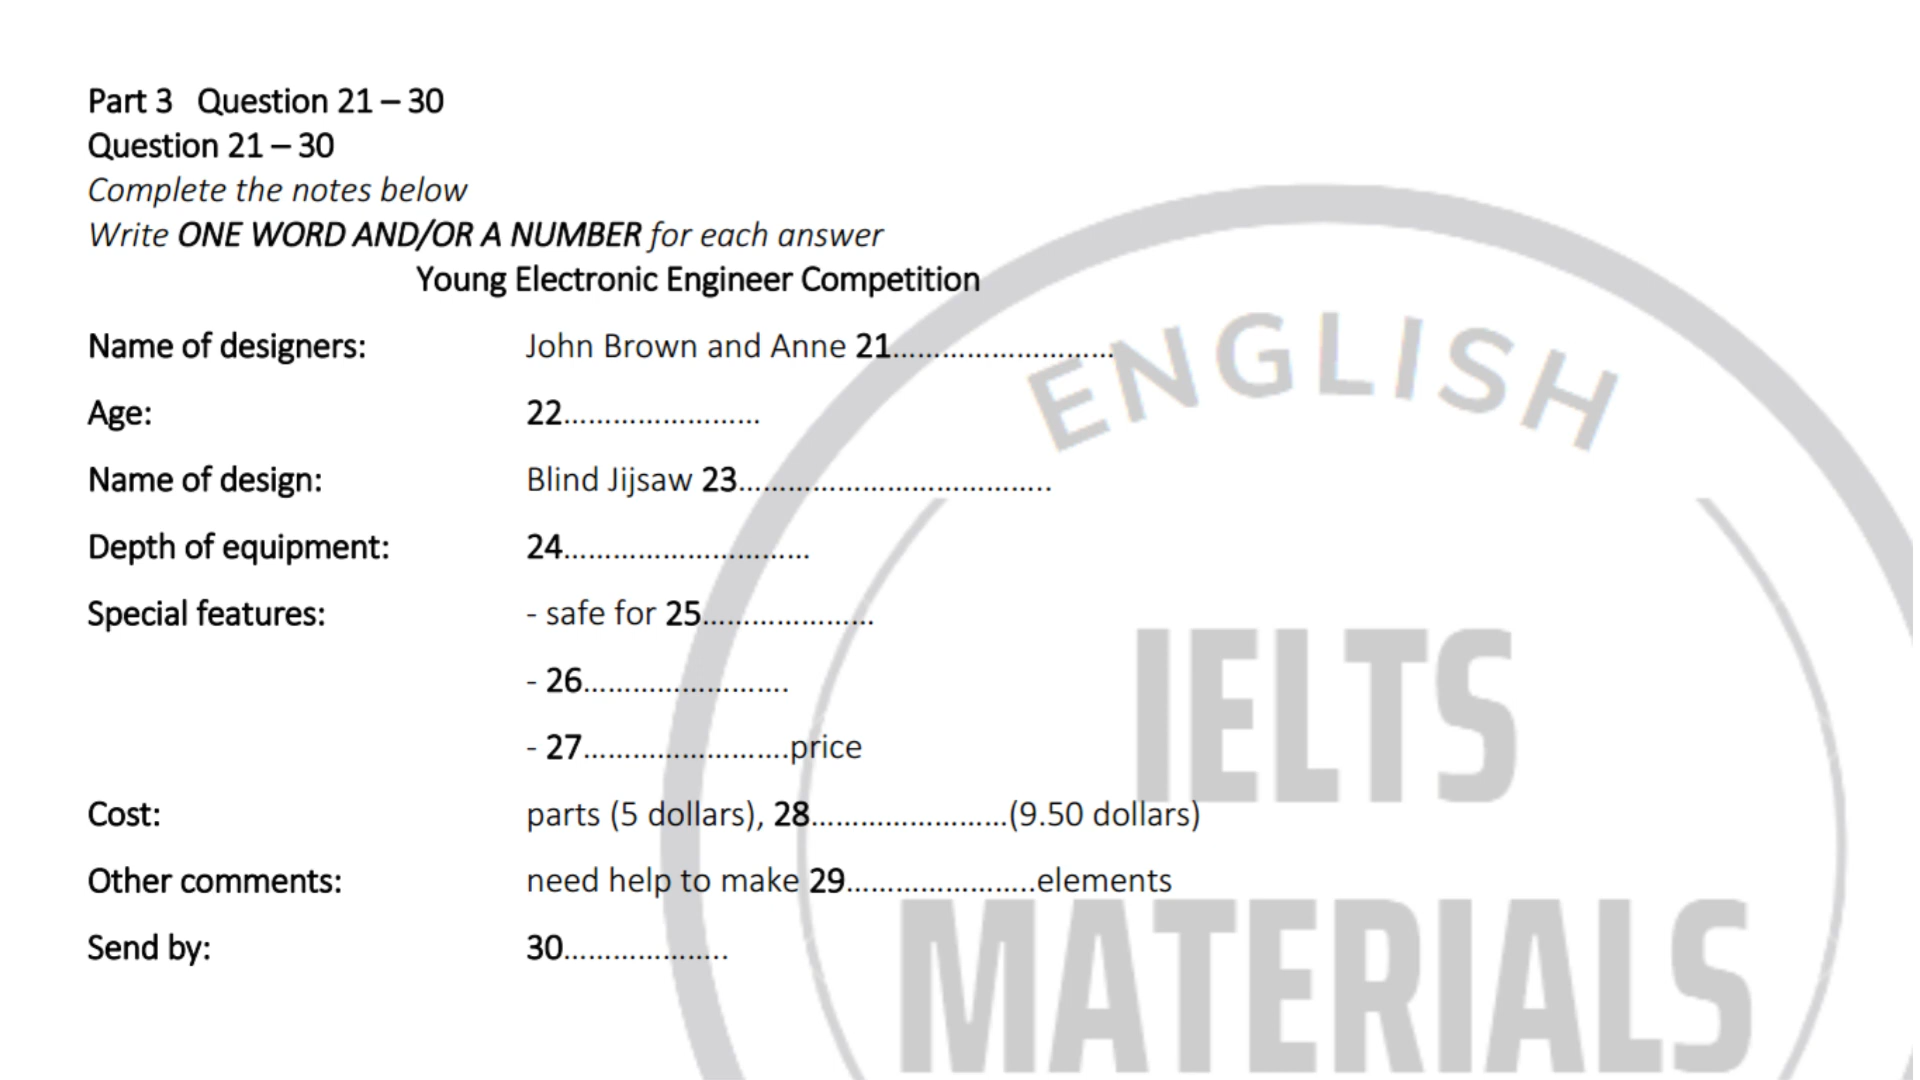 Part 3 Question 21 – 30
Question 21 – 30
Complete the notes below
Write ONE WORD AND/OR A NUMBER for each answer
Young Electronic Engineer Competition
Name of designers: John Brown and Anne 21...........................
Age: 22........................
Name of design: Blind Jijsaw 23......................................
Depth of equipment: 24..............................
Special features: - safe for 25.....................
- 26.........................
- 27.........................price
Cost: parts (5 dollars), 28........................(9.50 dollars)
Other comments: need help to make 29.......................elements
Send by: 30....................
ENGLISH
IELTS
MATERIALS